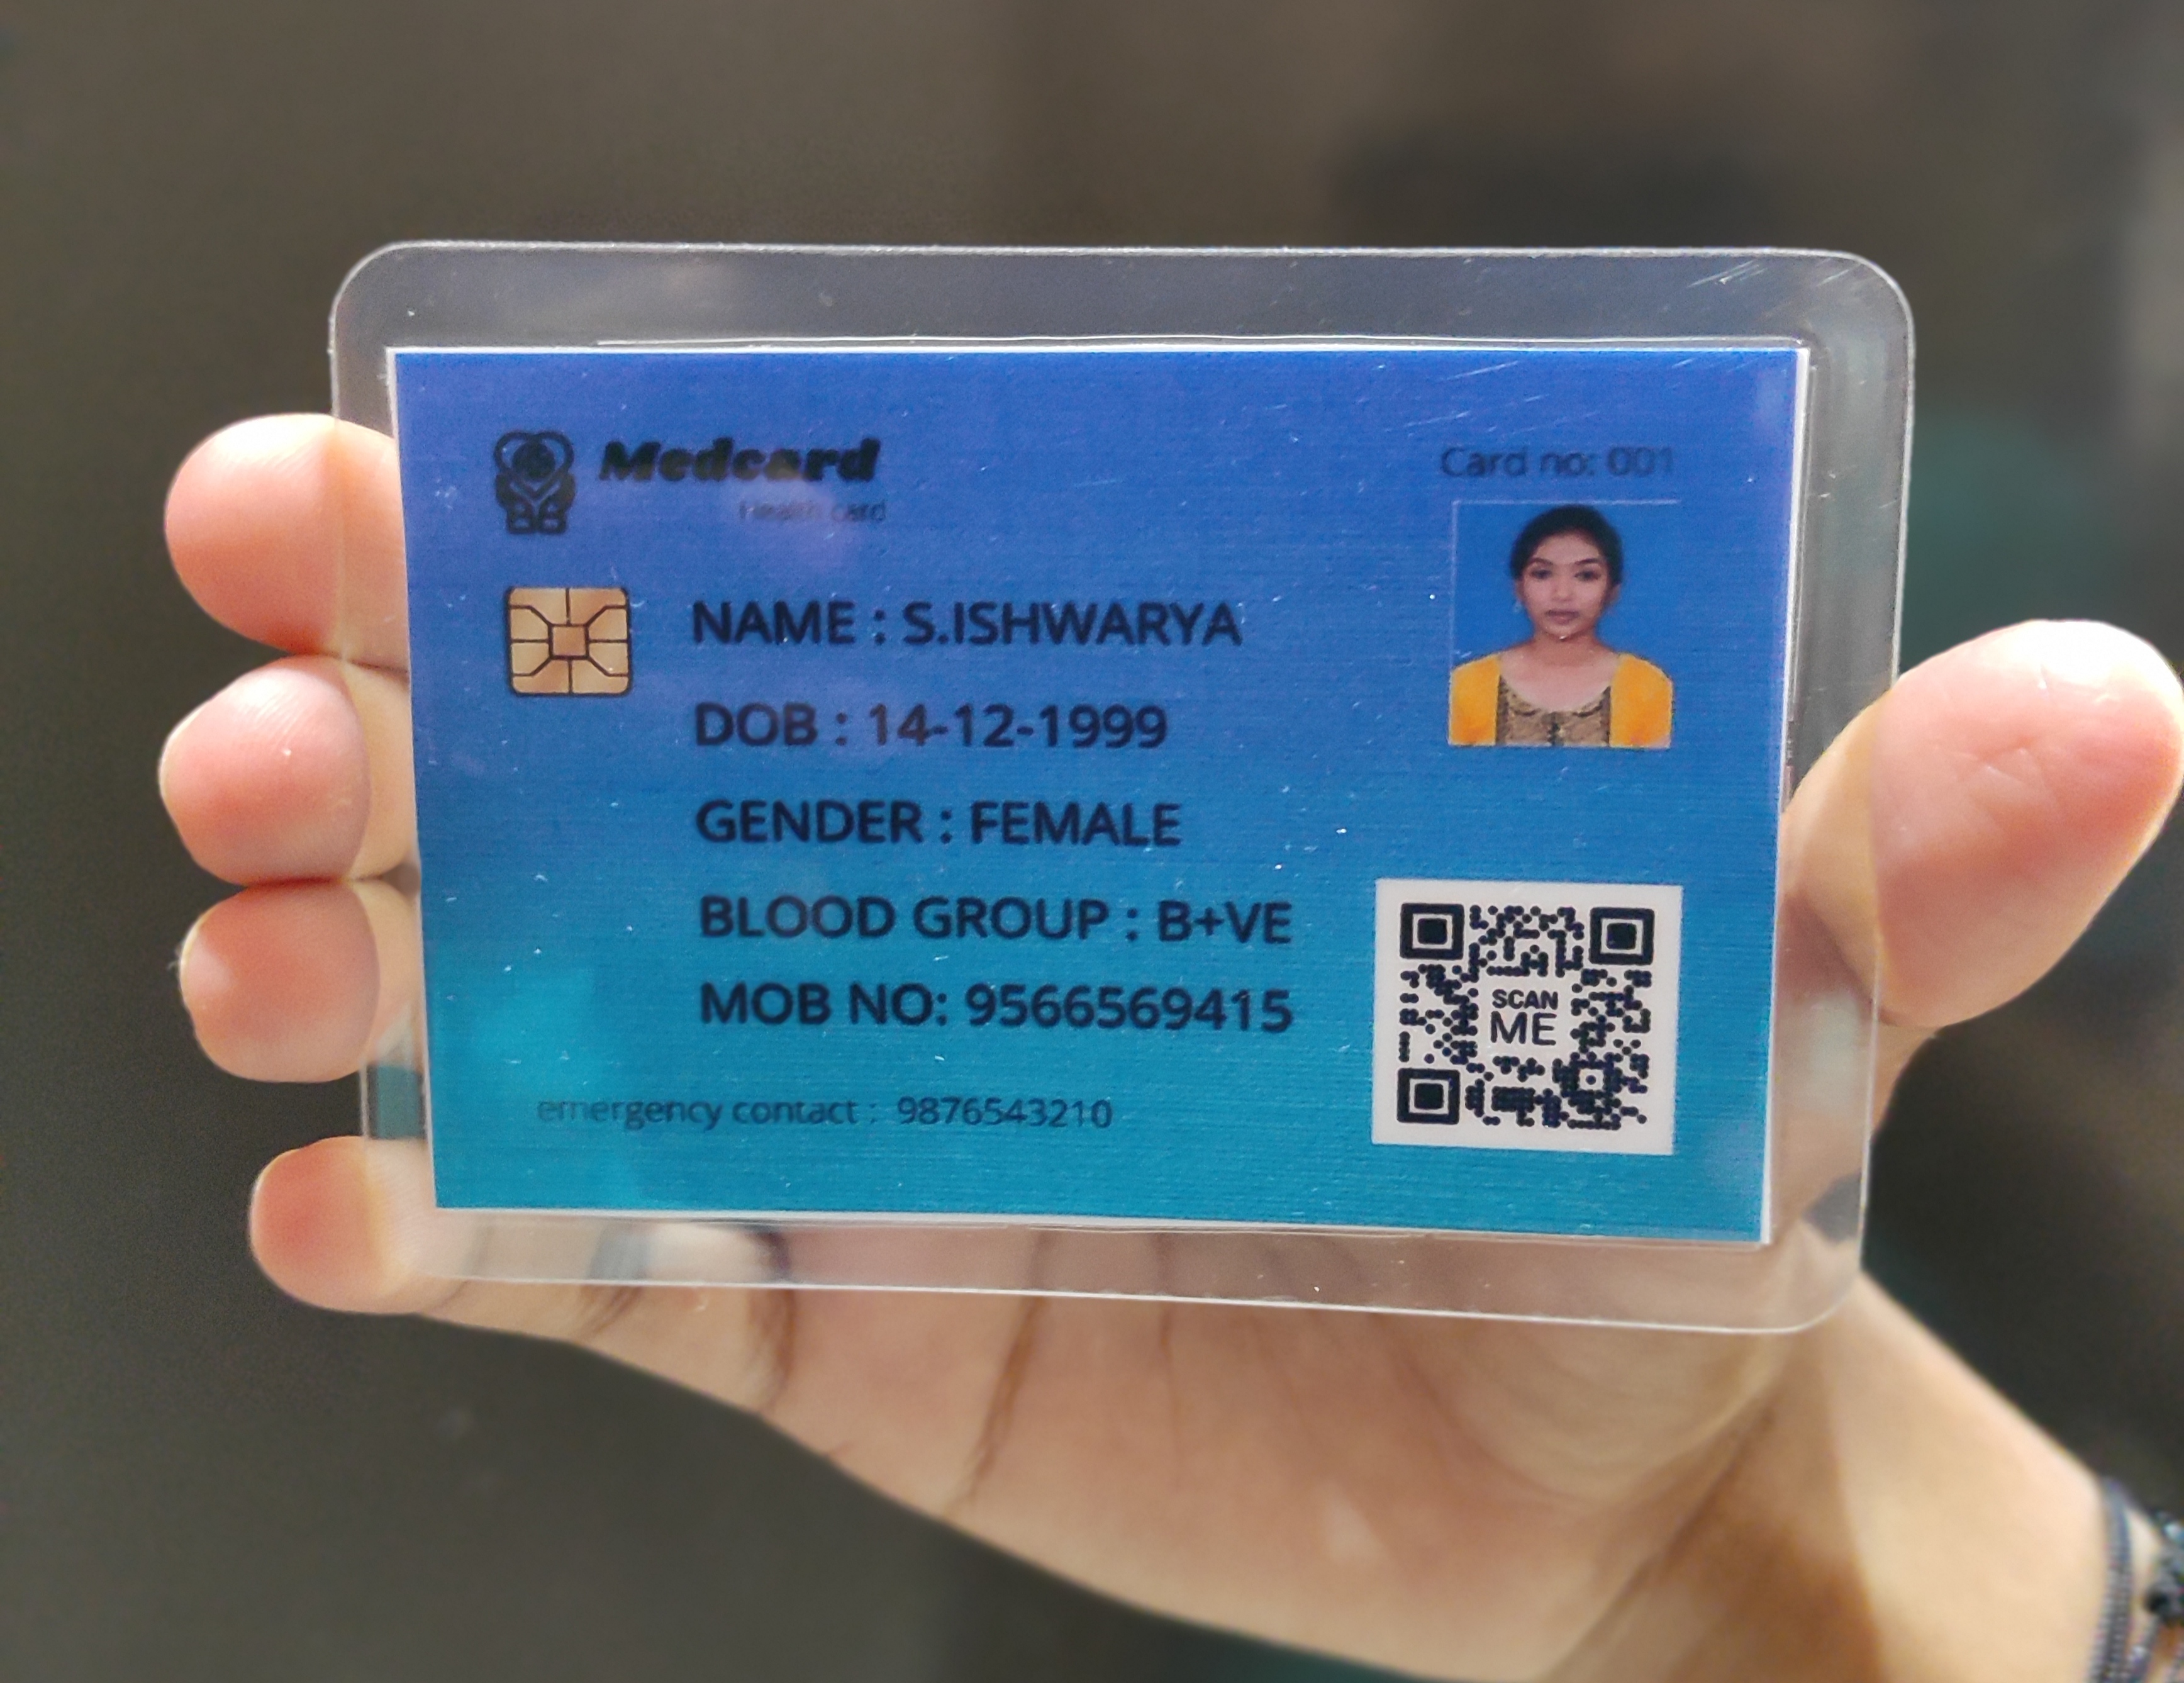 Medcard
Health card
Card no: 001
NAME : S.ISHWARYA
DOB : 14-12-1999
GENDER : FEMALE
BLOOD GROUP : B+VE
MOB NO: 9566569415
SCAN
ME
emergency contact : 9876543210